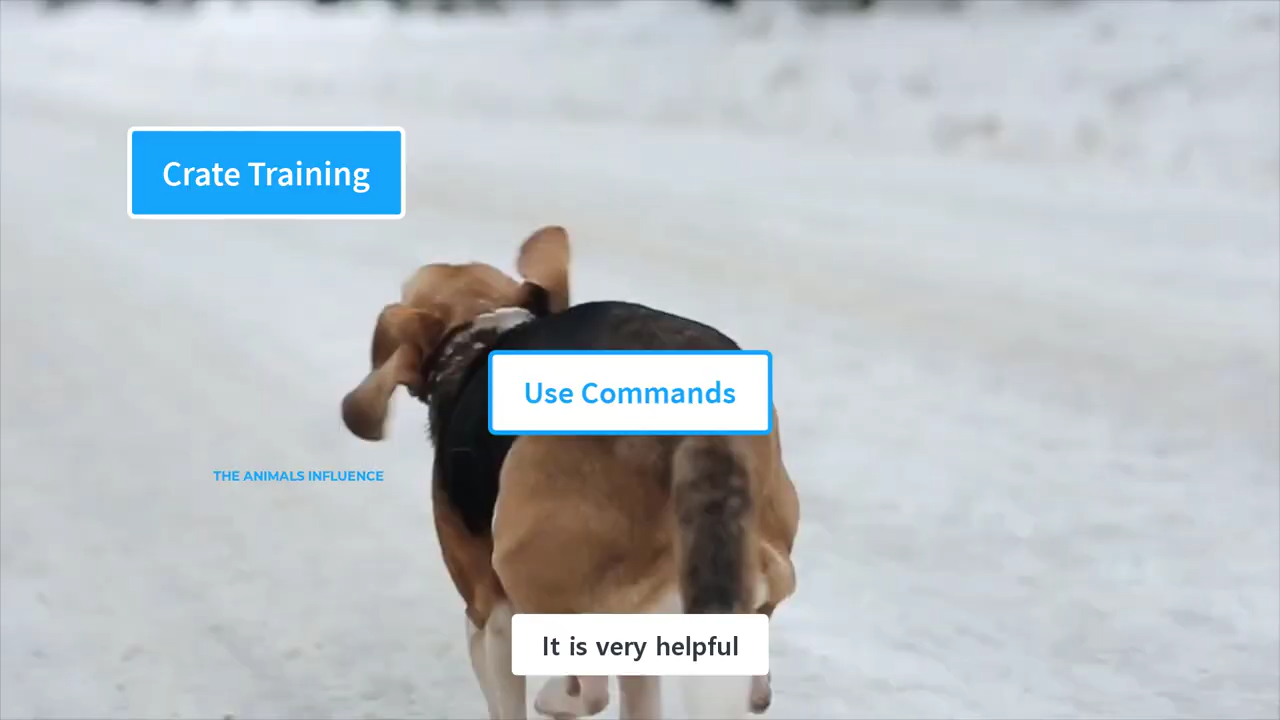 Crate Training
Use Commands
THE ANIMALS INFLUENCE
It is very helpful